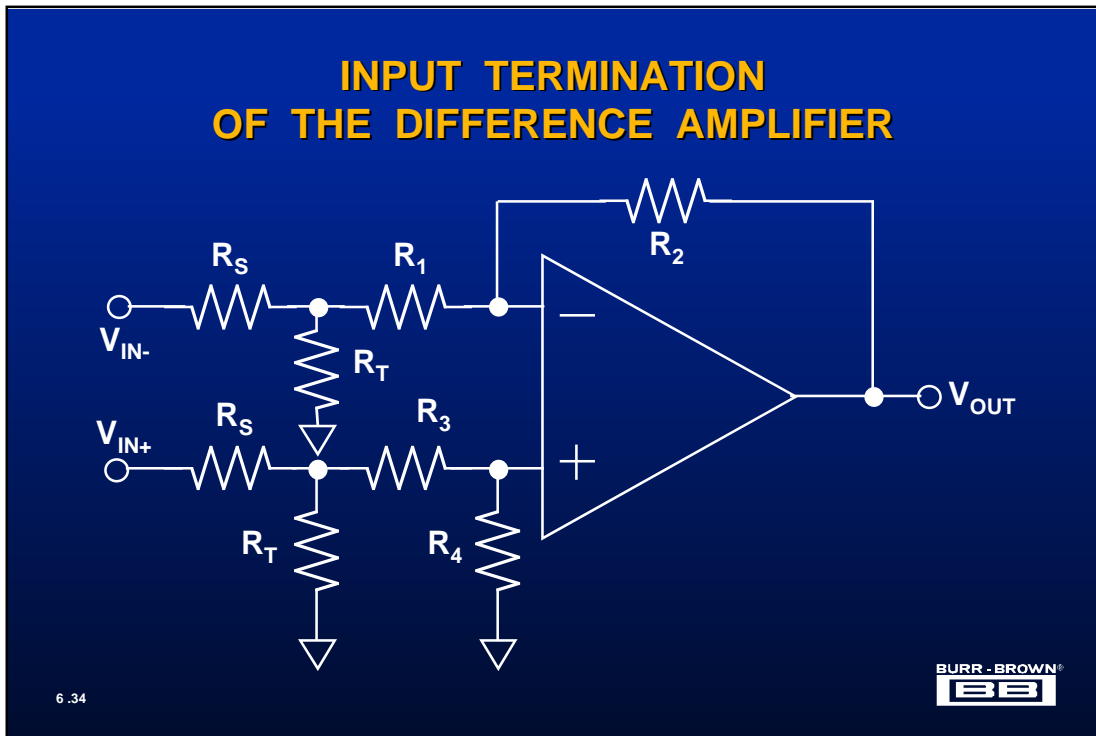 INPUT TERMINATION
OF THE DIFFERENCE AMPLIFIER
R2
RS
R1
VIN-
RT
−
VIN+
RS
R3
+
VOUT
RT
R4
BURR-BROWN®
BB
6.34